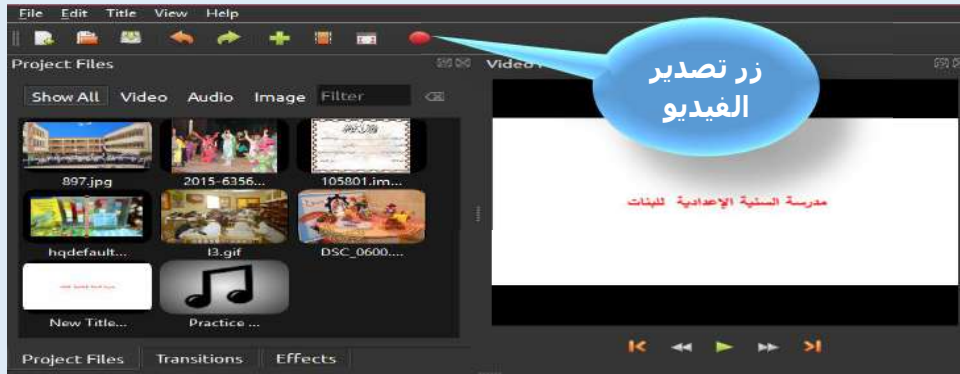 File Edit Title View Help
Project Files
Video
زر تصدير
الفيديو
Show All Video Audio Image Filter
897.jpg 2015-6356... 105801.im...
مدرسة السنية الإعدادية للبنات
hqdefault... l3.gif DSC_0600....
New Title... Practice ...
Project Files Transitions Effects